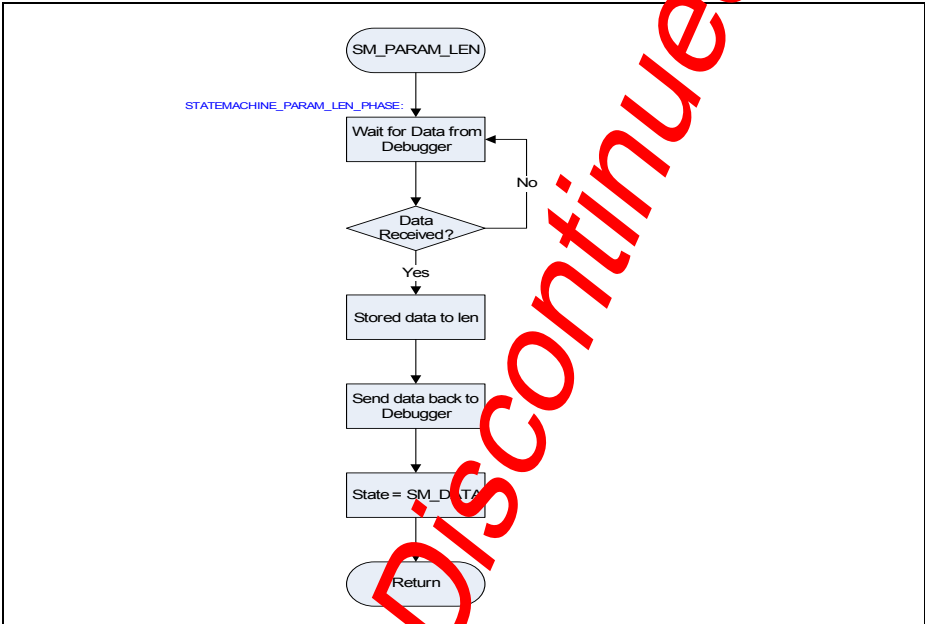 SM_PARAM_LEN
STATEMACHINE_PARAM_LEN_PHASE:
Wait for Data from
Debugger
No
Data
Received?
Yes
Stored data to len
Send data back to
Debugger
State = SM_DATA
Return
Discontinue